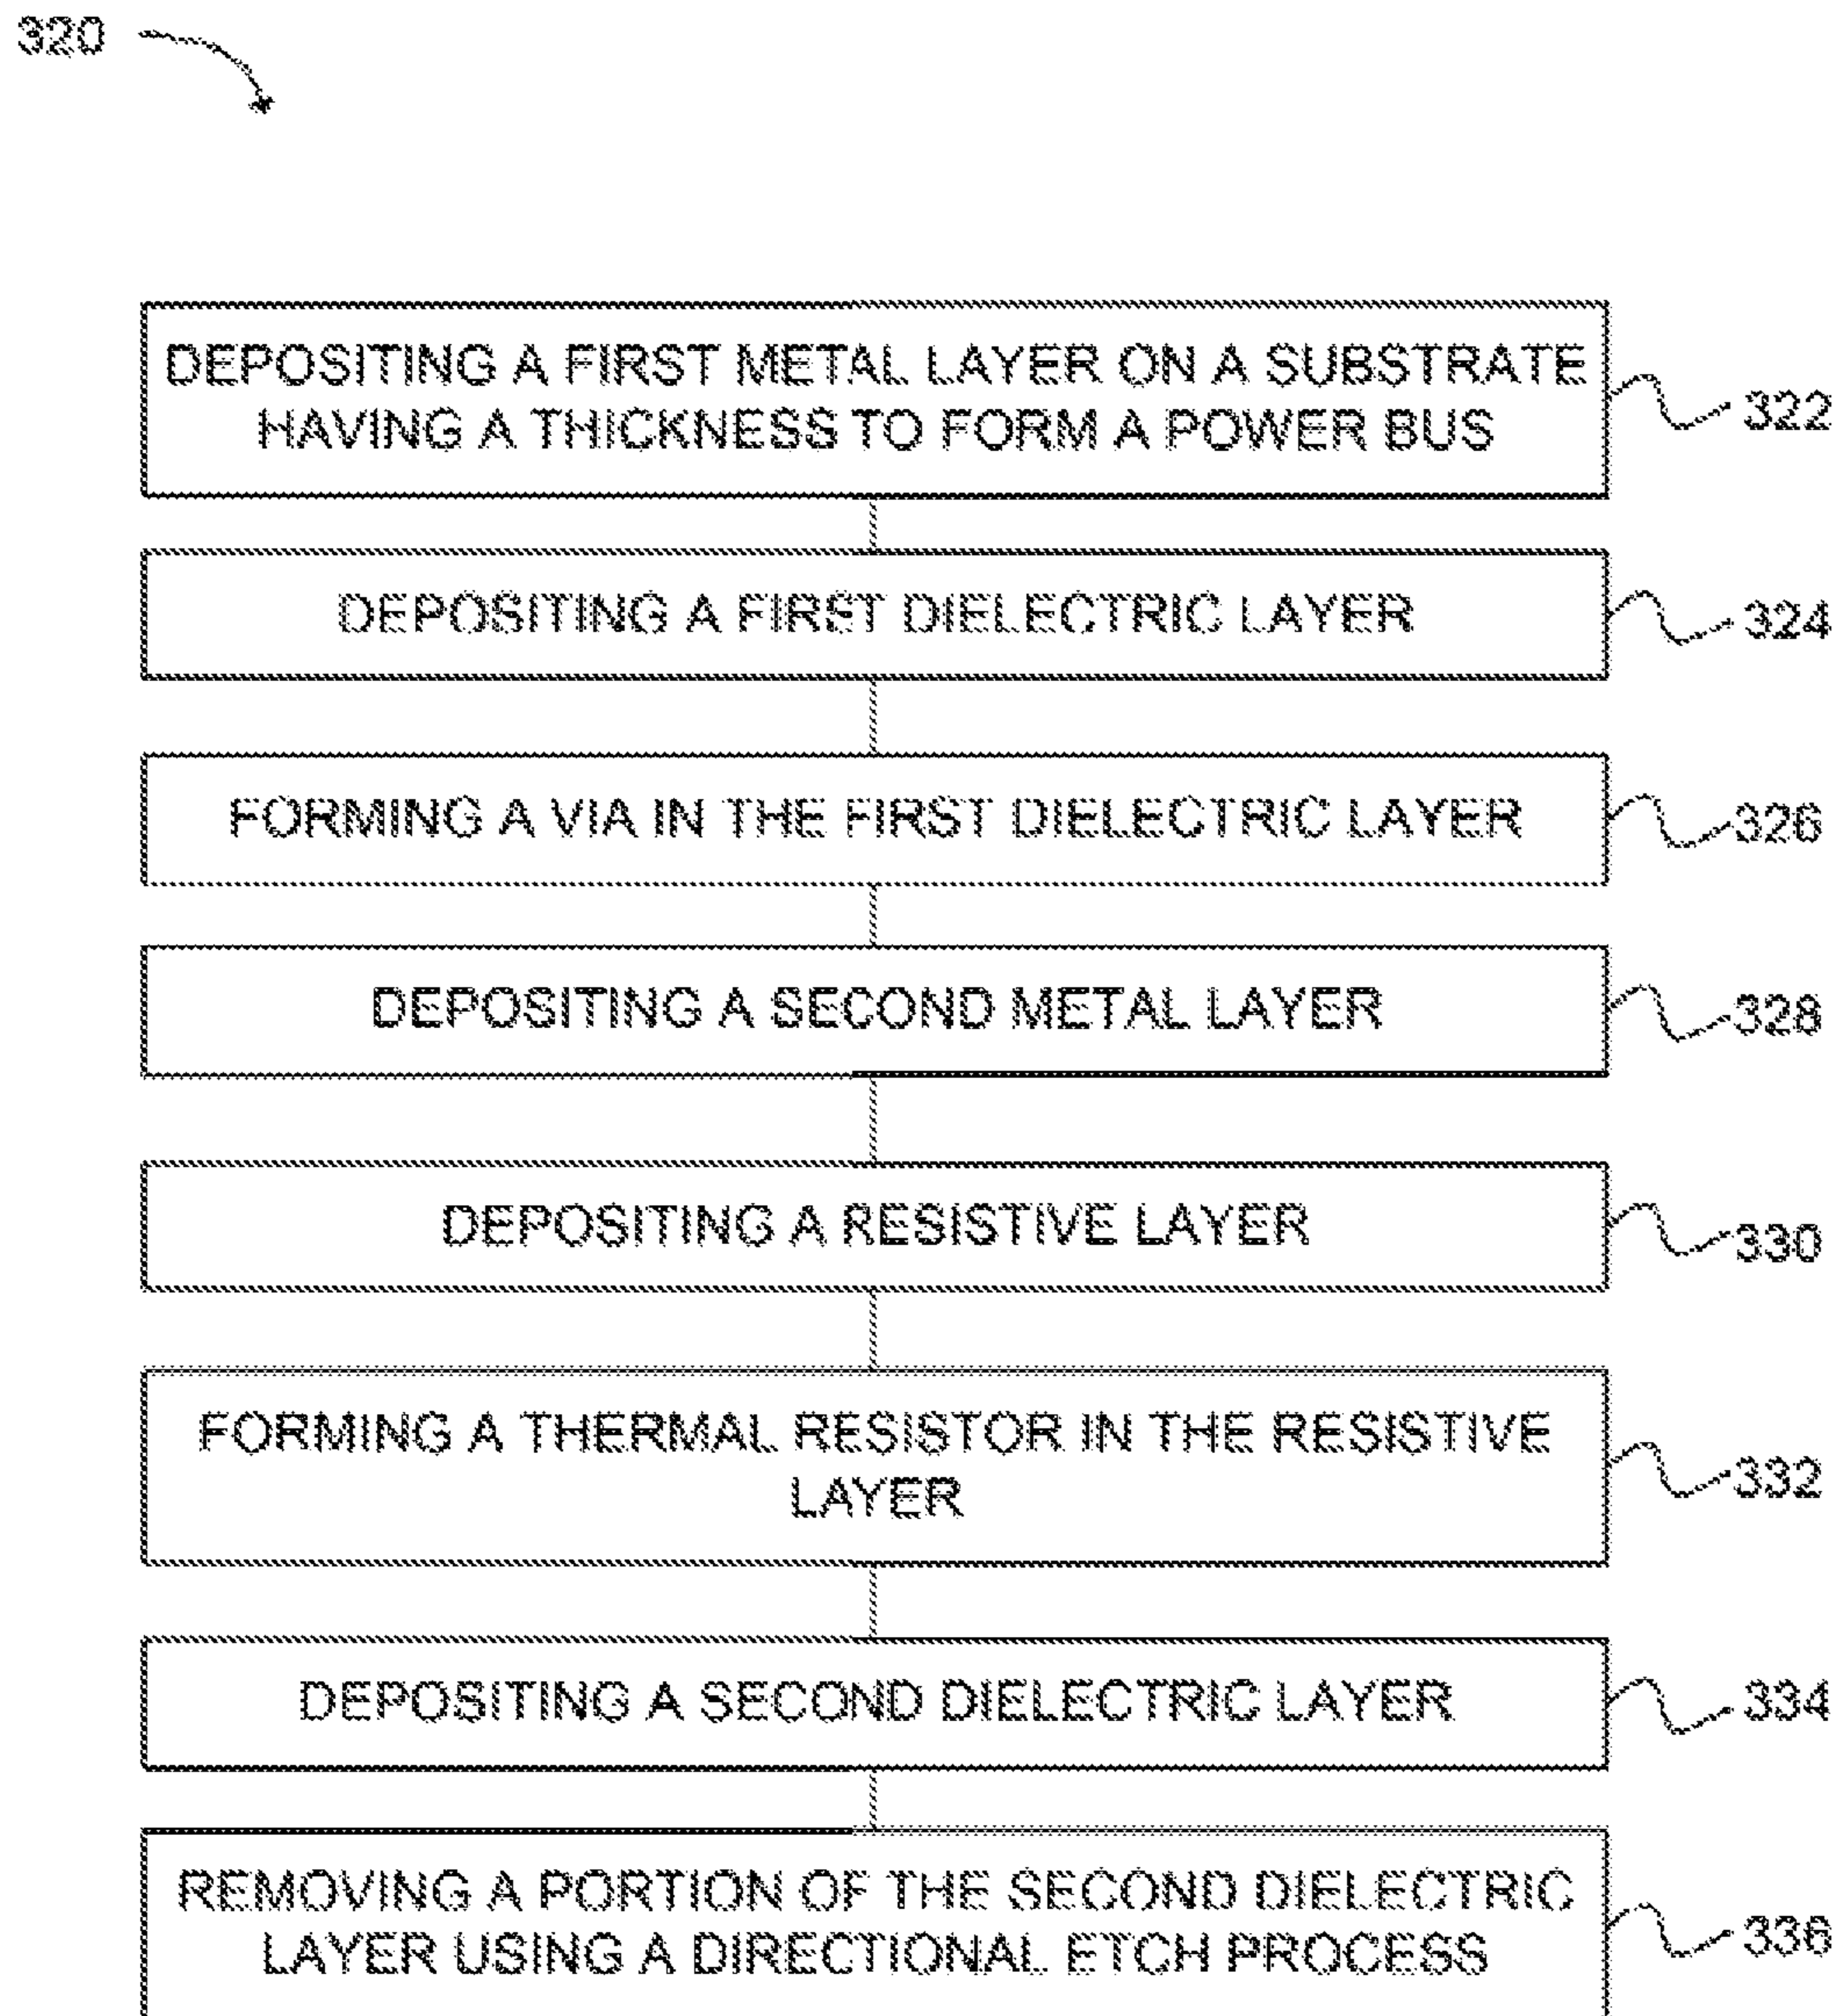 320
DEPOSITING A FIRST METAL LAYER ON A SUBSTRATE
HAVING A THICKNESS TO FORM A POWER BUS
322
DEPOSITING A FIRST DIELECTRIC LAYER
324
FORMING A VIA IN THE FIRST DIELECTRIC LAYER
326
DEPOSITING A SECOND METAL LAYER
328
DEPOSITING A RESISTIVE LAYER
330
FORMING A THERMAL RESISTOR IN THE RESISTIVE
LAYER
332
DEPOSITING A SECOND DIELECTRIC LAYER
334
REMOVING A PORTION OF THE SECOND DIELECTRIC
LAYER USING A DIRECTIONAL ETCH PROCESS
336